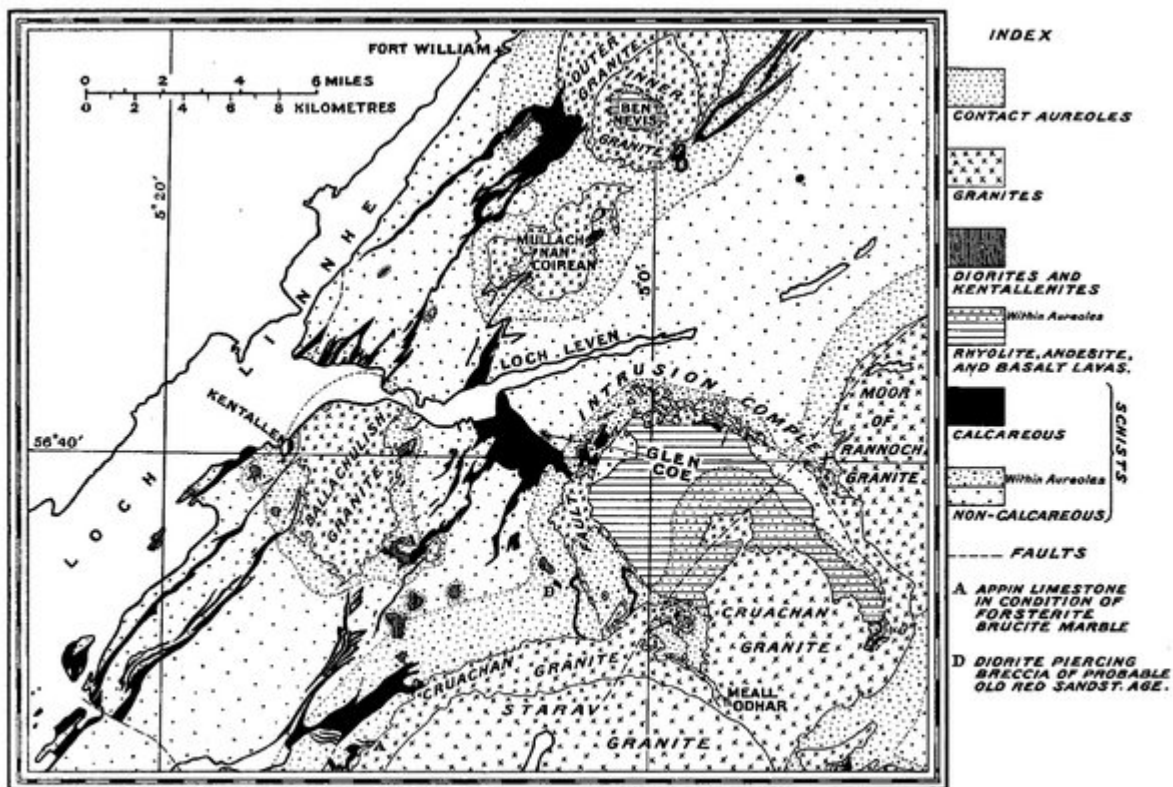 FORT WILLIAM
0 2 4 6 MILES
0 2 4 6 8
KILOMETRES
5°20'
OUTER
GRANITE
INNER
BEN
NEVIS
GRANITE
MULLACH
NAN
COIREAN
5°0'
LOCH LINNHE
LOCH LEVEN
KENTALLEN
56°40'
BALLACHULISH
GRANITE
INTRUSION COMPLE
GLEN
COE
FAULT
MOOR
OF
RANNOCH
GRANITE.
D
CRUACHAN
GRANITE
CRUACHAN GRANITE
STARAV
GRANITE
MEALL
ODHAR
A
INDEX
CONTACT AUREOLES
GRANITES
DIORITES AND
KENTALLENITES
Within Aureoles
RHYOLITE, ANDESITE,
AND BASALT LAVAS.
CALCAREOUS
Within Aureoles
NON-CALCAREOUS
SCHISTS
FAULTS
A APPIN LIMESTONE
IN CONDITION OF
FORSTERITE
BRUCITE MARBLE
D DIORITE PIERCING
BRECCIA OF PROBABLE
OLD RED SANDST. AGE.